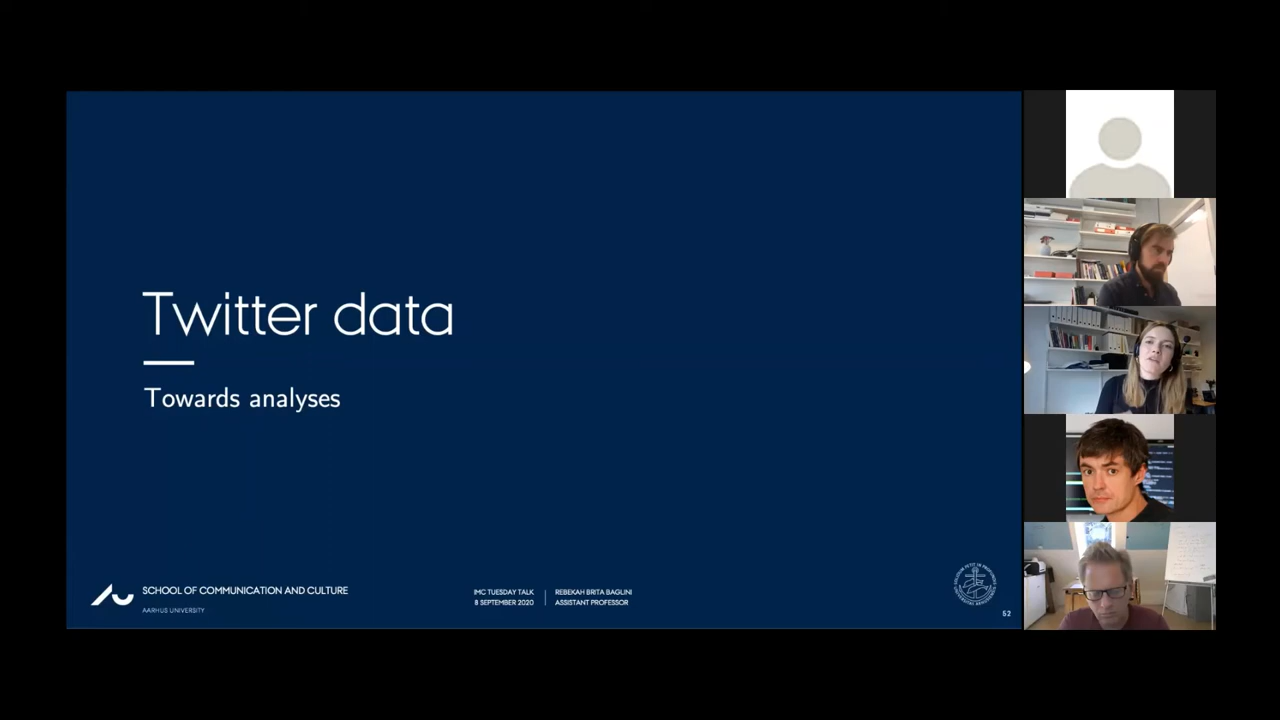 Twitter data
Towards analyses
SCHOOL OF COMMUNICATION AND CULTURE
AARHUS UNIVERSITY
IMC TUESDAY TALK
8 SEPTEMBER 2020
REBEKAH BRITA BAGLINI
ASSISTANT PROFESSOR
52